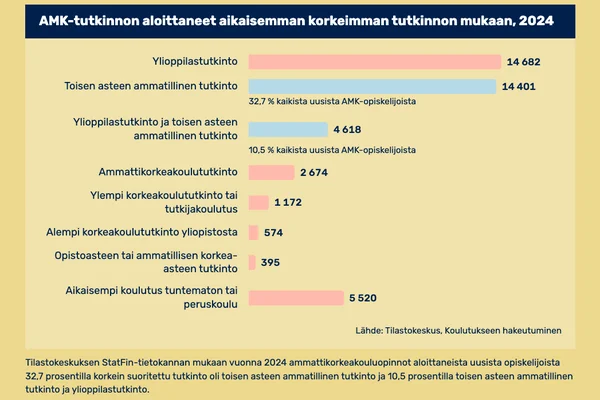 AMK-tutkinnon aloittaneet aikaisemman korkeimman tutkinnon mukaan, 2024
Ylioppilastutkinto 14 682
Toisen asteen ammatillinen tutkinto 14 401
32,7 % kaikista uusista AMK-opiskelijoista
Ylioppilastutkinto ja toisen asteen
ammatillinen tutkinto 4 618
10,5 % kaikista uusista AMK-opiskelijoista
Ammattikorkeakoulututkinto 2 674
Ylempi korkeakoulututkinto tai
tutkijakoulutus 1 172
Alempi korkeakoulututkinto yliopistosta 574
Opistoasteen tai ammatillisen korkea-
asteen tutkinto 395
Aikaisempi koulutus tuntematon tai
peruskoulu 5 520
Lähde: Tilastokeskus, Koulutukseen hakeutuminen
Tilastokeskuksen StatFin-tietokannan mukaan vuonna 2024 ammattikorkeakouluopinnot aloittaneista uusista opiskelijoista
32,7 prosentilla korkein suoritettu tutkinto oli toisen asteen ammatillinen tutkinto ja 10,5 prosentilla toisen asteen ammatillinen
tutkinto ja ylioppilastutkinto.